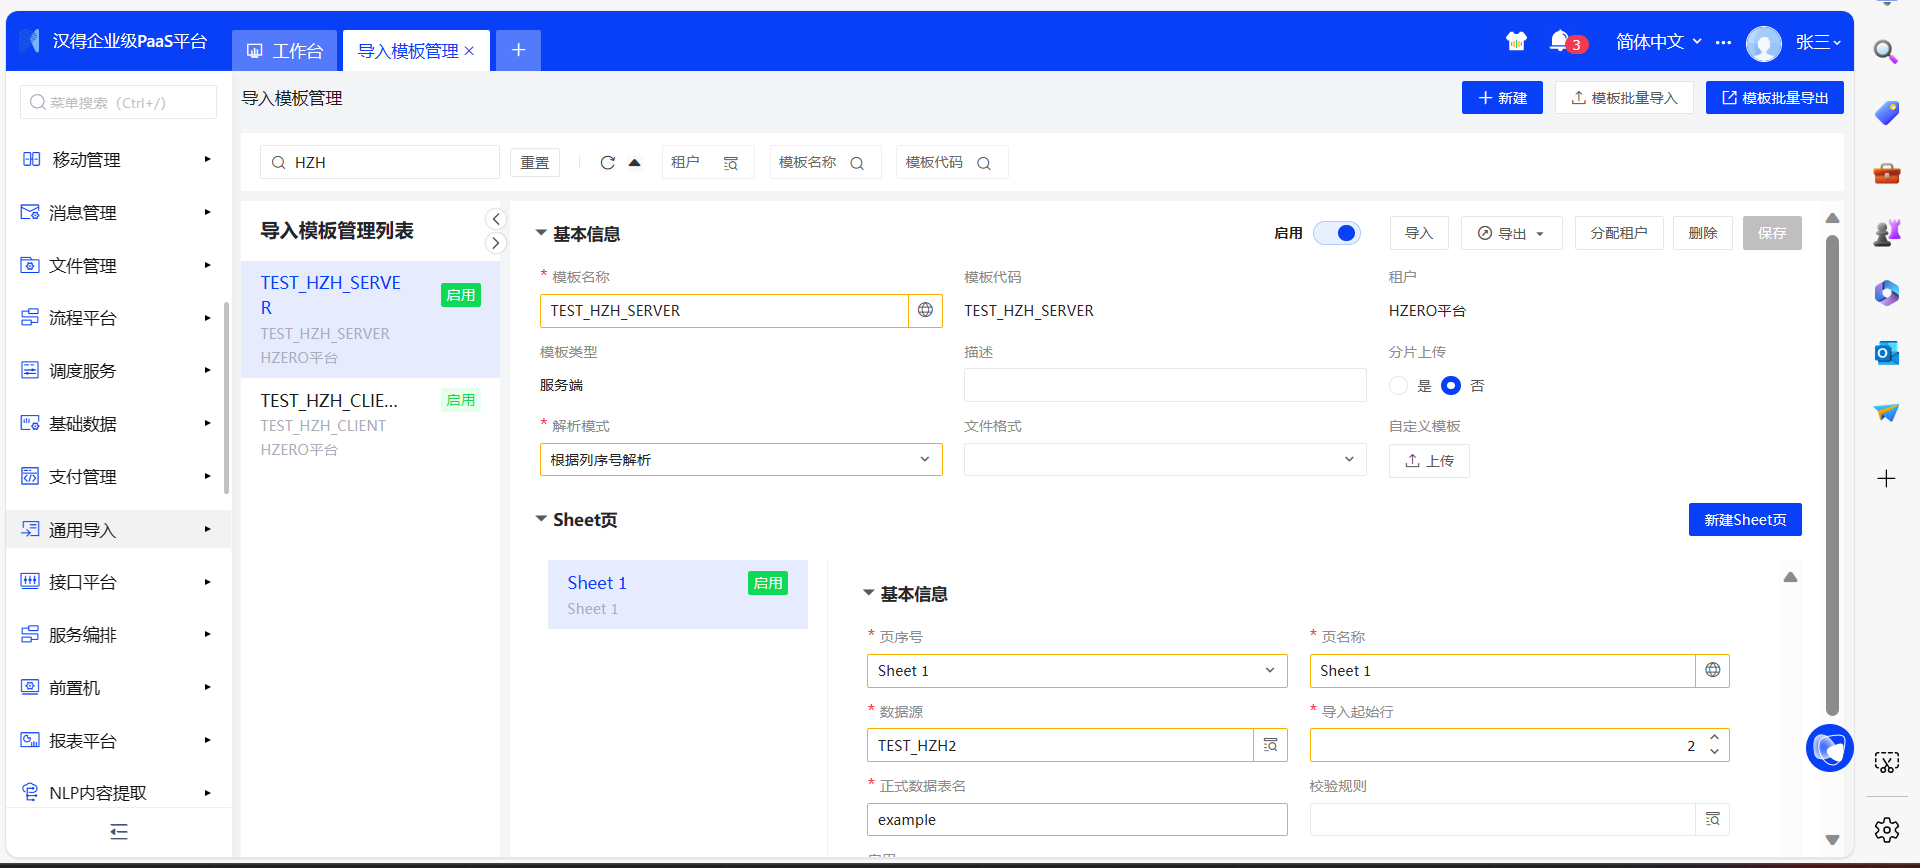 汉得企业级PaaS平台
工作台
导入模板管理
3
简体中文
张三
菜单搜索（Ctrl+/）
移动管理
消息管理
文件管理
流程平台
调度服务
基础数据
支付管理
通用导入
接口平台
服务编排
前置机
报表平台
NLP内容提取
导入模板管理
新建
模板批量导入
模板批量导出
HZH
重置
租户
模板名称
模板代码
导入模板管理列表
TEST_HZH_SERVE
R
启用
TEST_HZH_SERVER
HZERO平台
TEST_HZH_CLIE...
启用
TEST_HZH_CLIENT
HZERO平台
基本信息
启用
导入
导出
分配租户
删除
保存
* 模板名称
模板代码
租户
TEST_HZH_SERVER
TEST_HZH_SERVER
HZERO平台
模板类型
描述
分片上传
服务端
是
否
* 解析模式
文件格式
自定义模板
根据列序号解析
上传
Sheet页
新建Sheet页
Sheet 1
启用
Sheet 1
基本信息
* 页序号
* 页名称
Sheet 1
Sheet 1
* 数据源
* 导入起始行
TEST_HZH2
2
* 正式数据表名
校验规则
example